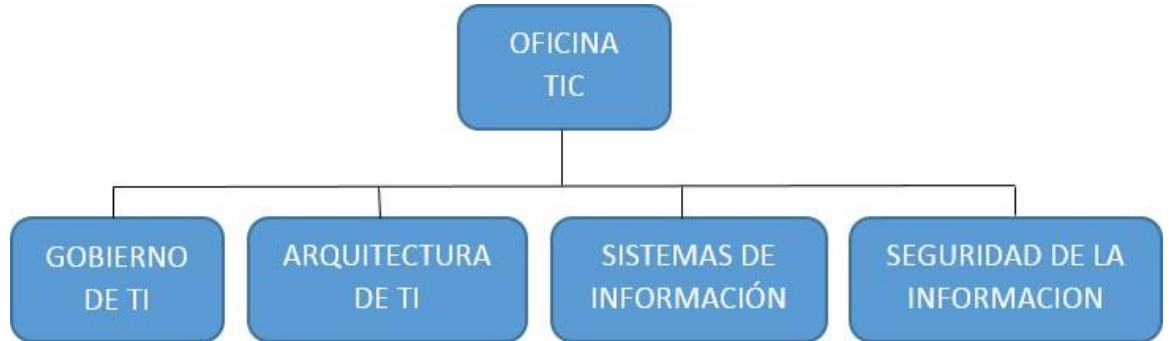 OFICINA
TIC
GOBIERNO
DE TI
ARQUITECTURA
DE TI
SISTEMAS DE
INFORMACIÓN
SEGURIDAD DE LA
INFORMACION